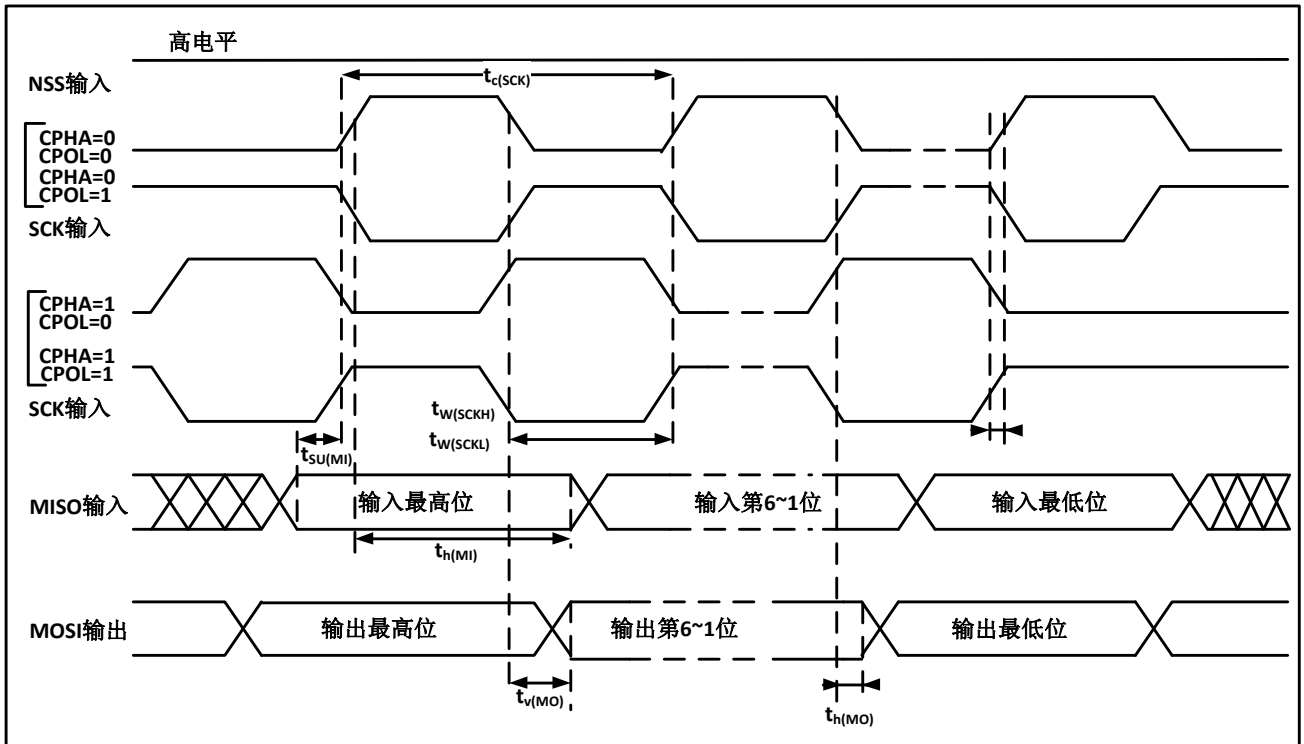 高电平
NSS输入
tc(SCK)
CPHA=0
CPOL=0
CPHA=0
CPOL=1
SCK输入
CPHA=1
CPOL=0
CPHA=1
CPOL=1
SCK输入
tW(SCKH)
tW(SCKL)
tSU(MI)
MISO输入
输入最高位
输入第6~1位
输入最低位
th(MI)
MOSI输出
输出最高位
输出第6~1位
输出最低位
tv(MO)
th(MO)